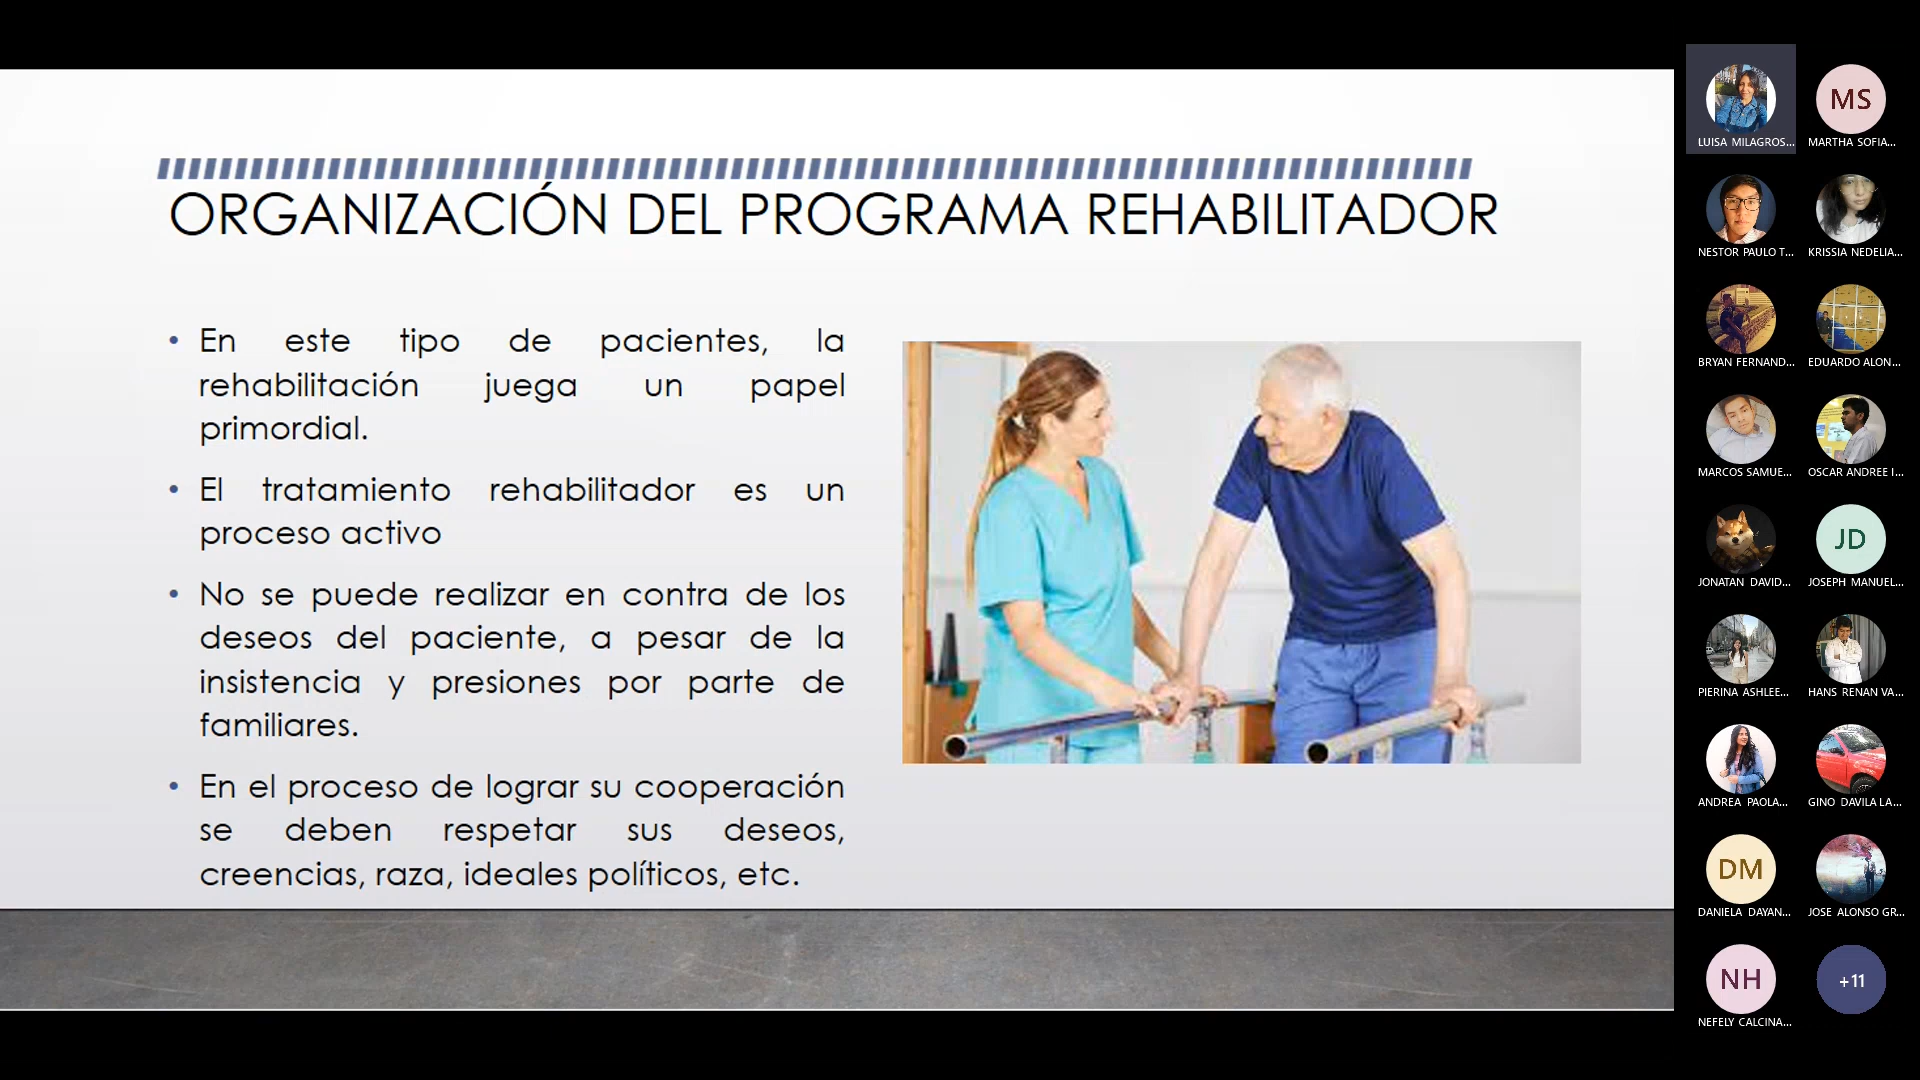 ORGANIZACIÓN DEL PROGRAMA REHABILITADOR
• En este tipo de pacientes, la
rehabilitación juega un papel
primordial.
• El tratamiento rehabilitador es un
proceso activo
• No se puede realizar en contra de los
deseos del paciente, a pesar de la
insistencia y presiones por parte de
familiares.
• En el proceso de lograr su cooperación
se deben respetar sus deseos,
creencias, raza, ideales políticos, etc.
LUISA MILAGROS...
MS
MARTHA SOFIA...
NESTOR PAULO T...
KRISSIA NEDELIA...
BRYAN FERNAND...
EDUARDO ALON...
MARCOS SAMUE...
OSCAR ANDREE I...
JONATAN DAVID...
JD
JOSEPH MANUEL...
PIERINA ASHLEE...
HANS RENAN VA...
ANDREA PAOLA...
GINO DAVILA LA...
DM
DANIELA DAYAN...
JOSE ALONSO GR...
NH
NEFELY CALCINA...
+11